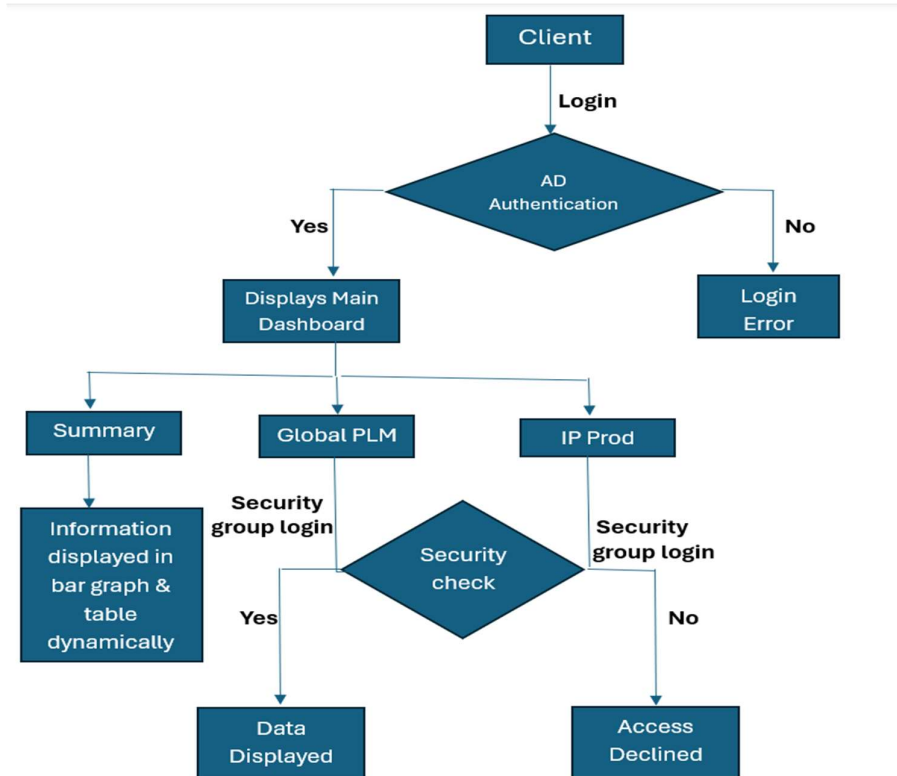 Client
Login
AD
Authentication
Yes
No
Displays Main
Dashboard
Login
Error
Summary
Global PLM
IP Prod
Security
group login
Security
group login
Information
displayed in
bar graph &
table
dynamically
Security
check
Yes
No
Data
Displayed
Access
Declined